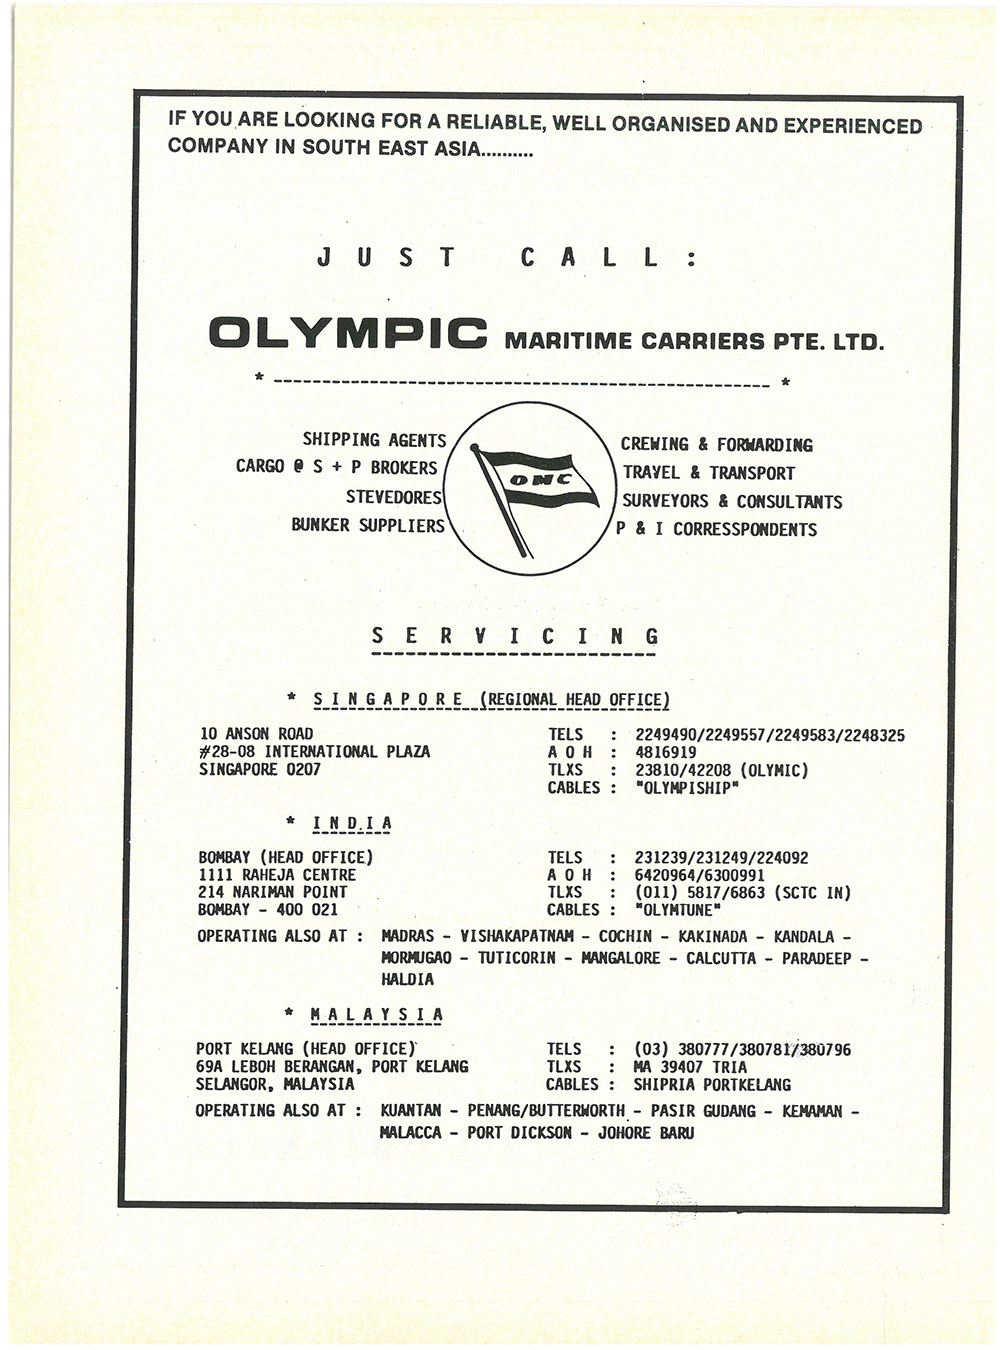 IF YOU ARE LOOKING FOR A RELIABLE, WELL ORGANISED AND EXPERIENCED
COMPANY IN SOUTH EAST ASIA..........
JUST CALL:
OLYMPIC MARITIME CARRIERS PTE. LTD.
* ---------------------------------------------------- *
SHIPPING AGENTS
CARGO @ S + P BROKERS
STEVEDORES
BUNKER SUPPLIERS
OMC
CREWING & FORWARDING
TRAVEL & TRANSPORT
SURVEYORS & CONSULTANTS
P & I CORRESSPONDENTS
SERVICING
* SINGAPORE (REGIONAL HEAD OFFICE)
10 ANSON ROAD TELS : 2249490/2249557/2249583/2248325
#28-08 INTERNATIONAL PLAZA A O H : 4816919
SINGAPORE 0207 TLXS : 23810/42208 (OLYMIC)
CABLES : "OLYMPISHIP"
* INDIA
BOMBAY (HEAD OFFICE) TELS : 231239/231249/224092
1111 RAHEJA CENTRE A O H : 6420964/6300991
214 NARIMAN POINT TLXS : (011) 5817/6863 (SCTC IN)
BOMBAY - 400 021 CABLES : "OLYMTUNE"
OPERATING ALSO AT : MADRAS - VISHAKAPATNAM - COCHIN - KAKINADA - KANDALA -
MORMUGAO - TUTICORIN - MANGALORE - CALCUTTA - PARADEEP -
HALDIA
* MALAYSIA
PORT KELANG (HEAD OFFICE) TELS : (03) 380777/380781/380796
69A LEBOH BERANGAN, PORT KELANG TLXS : MA 39407 TRIA
SELANGOR, MALAYSIA CABLES : SHIPRIA PORTKELANG
OPERATING ALSO AT : KUANTAN - PENANG/BUTTERWORTH - PASIR GUDANG - KEMAMAN -
MALACCA - PORT DICKSON - JOHORE BARU